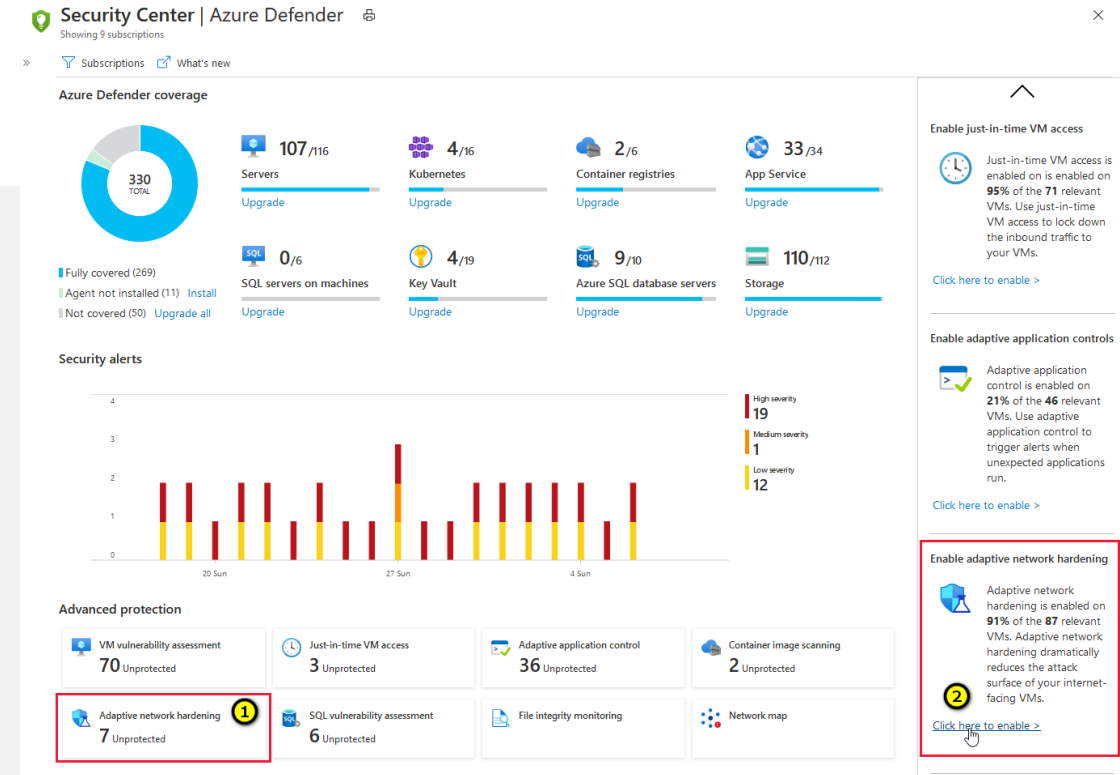 Security Center | Azure Defender
Showing 9 subscriptions
»
Subscriptions
What's new
Azure Defender coverage
330
TOTAL
Fully covered (269)
Agent not installed (11) Install
Not covered (50) Upgrade all
107/116
Servers
Upgrade
4/16
Kubernetes
Upgrade
2/6
Container registries
Upgrade
33/34
App Service
Upgrade
SQL
0/6
SQL servers on machines
Upgrade
4/19
Key Vault
Upgrade
SQL
9/10
Azure SQL database servers
Upgrade
110/112
Storage
Upgrade
Security alerts
4
3
2
1
0
20 Sun
27 Sun
4 Sun
High severity
19
Medium severity
1
Low severity
12
Advanced protection
VM vulnerability assessment
70 Unprotected
Just-in-time VM access
3 Unprotected
Adaptive application control
36 Unprotected
Container image scanning
2 Unprotected
Adaptive network hardening
7 Unprotected
1
SQL
SQL vulnerability assessment
6 Unprotected
File integrity monitoring
Network map
Enable just-in-time VM access
Just-in-time VM access is
enabled on is enabled on
95% of the 71 relevant
VMs. Use just-in-time
VM access to lock down
the inbound traffic to
your VMs.
Click here to enable >
Enable adaptive application controls
Adaptive application
control is enabled on
21% of the 46 relevant
VMs. Use adaptive
application control to
trigger alerts when
unexpected applications
run.
Click here to enable >
Enable adaptive network hardening
Adaptive network
hardening is enabled on
91% of the 87 relevant
VMs. Adaptive network
hardening dramatically
reduces the attack
surface of your internet-
facing VMs.
2
Click here to enable >